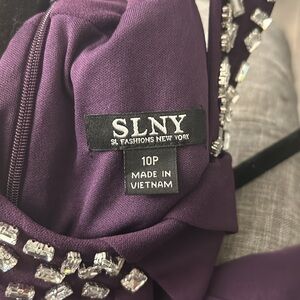 SLNY
SL FASHIONS NEW YORK
10P
MADE IN
VIETNAM